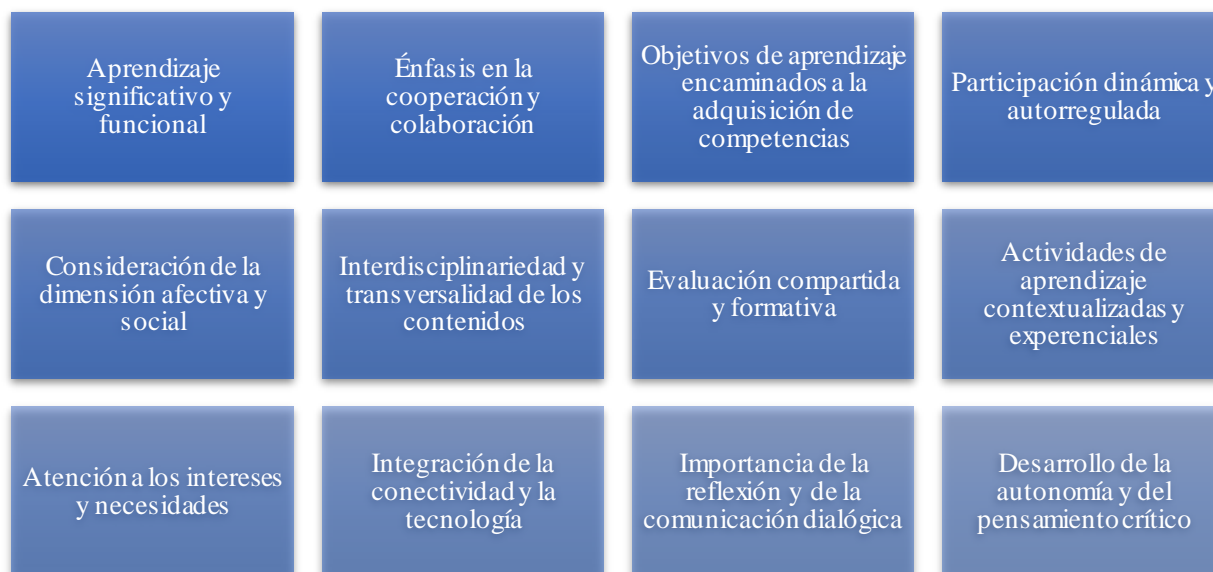 Aprendizaje
significativo y
funcional
Énfasis en la
cooperación y
colaboración
Objetivos de aprendizaje
encaminados a la
adquisición de
competencias
Participación dinámica y
autorregulada
Consideración de la
dimensión afectiva y
social
Interdisciplinariedad y
transversalidad de los
contenidos
Evaluación compartida
y formativa
Actividades de
aprendizaje
contextualizadas y
experenciales
Atención a los intereses
y necesidades
Integración de la
conectividad y la
tecnología
Importancia de la
reflexión y de la
comunicación dialógica
Desarrollo de la
autonomía y del
pensamiento crítico